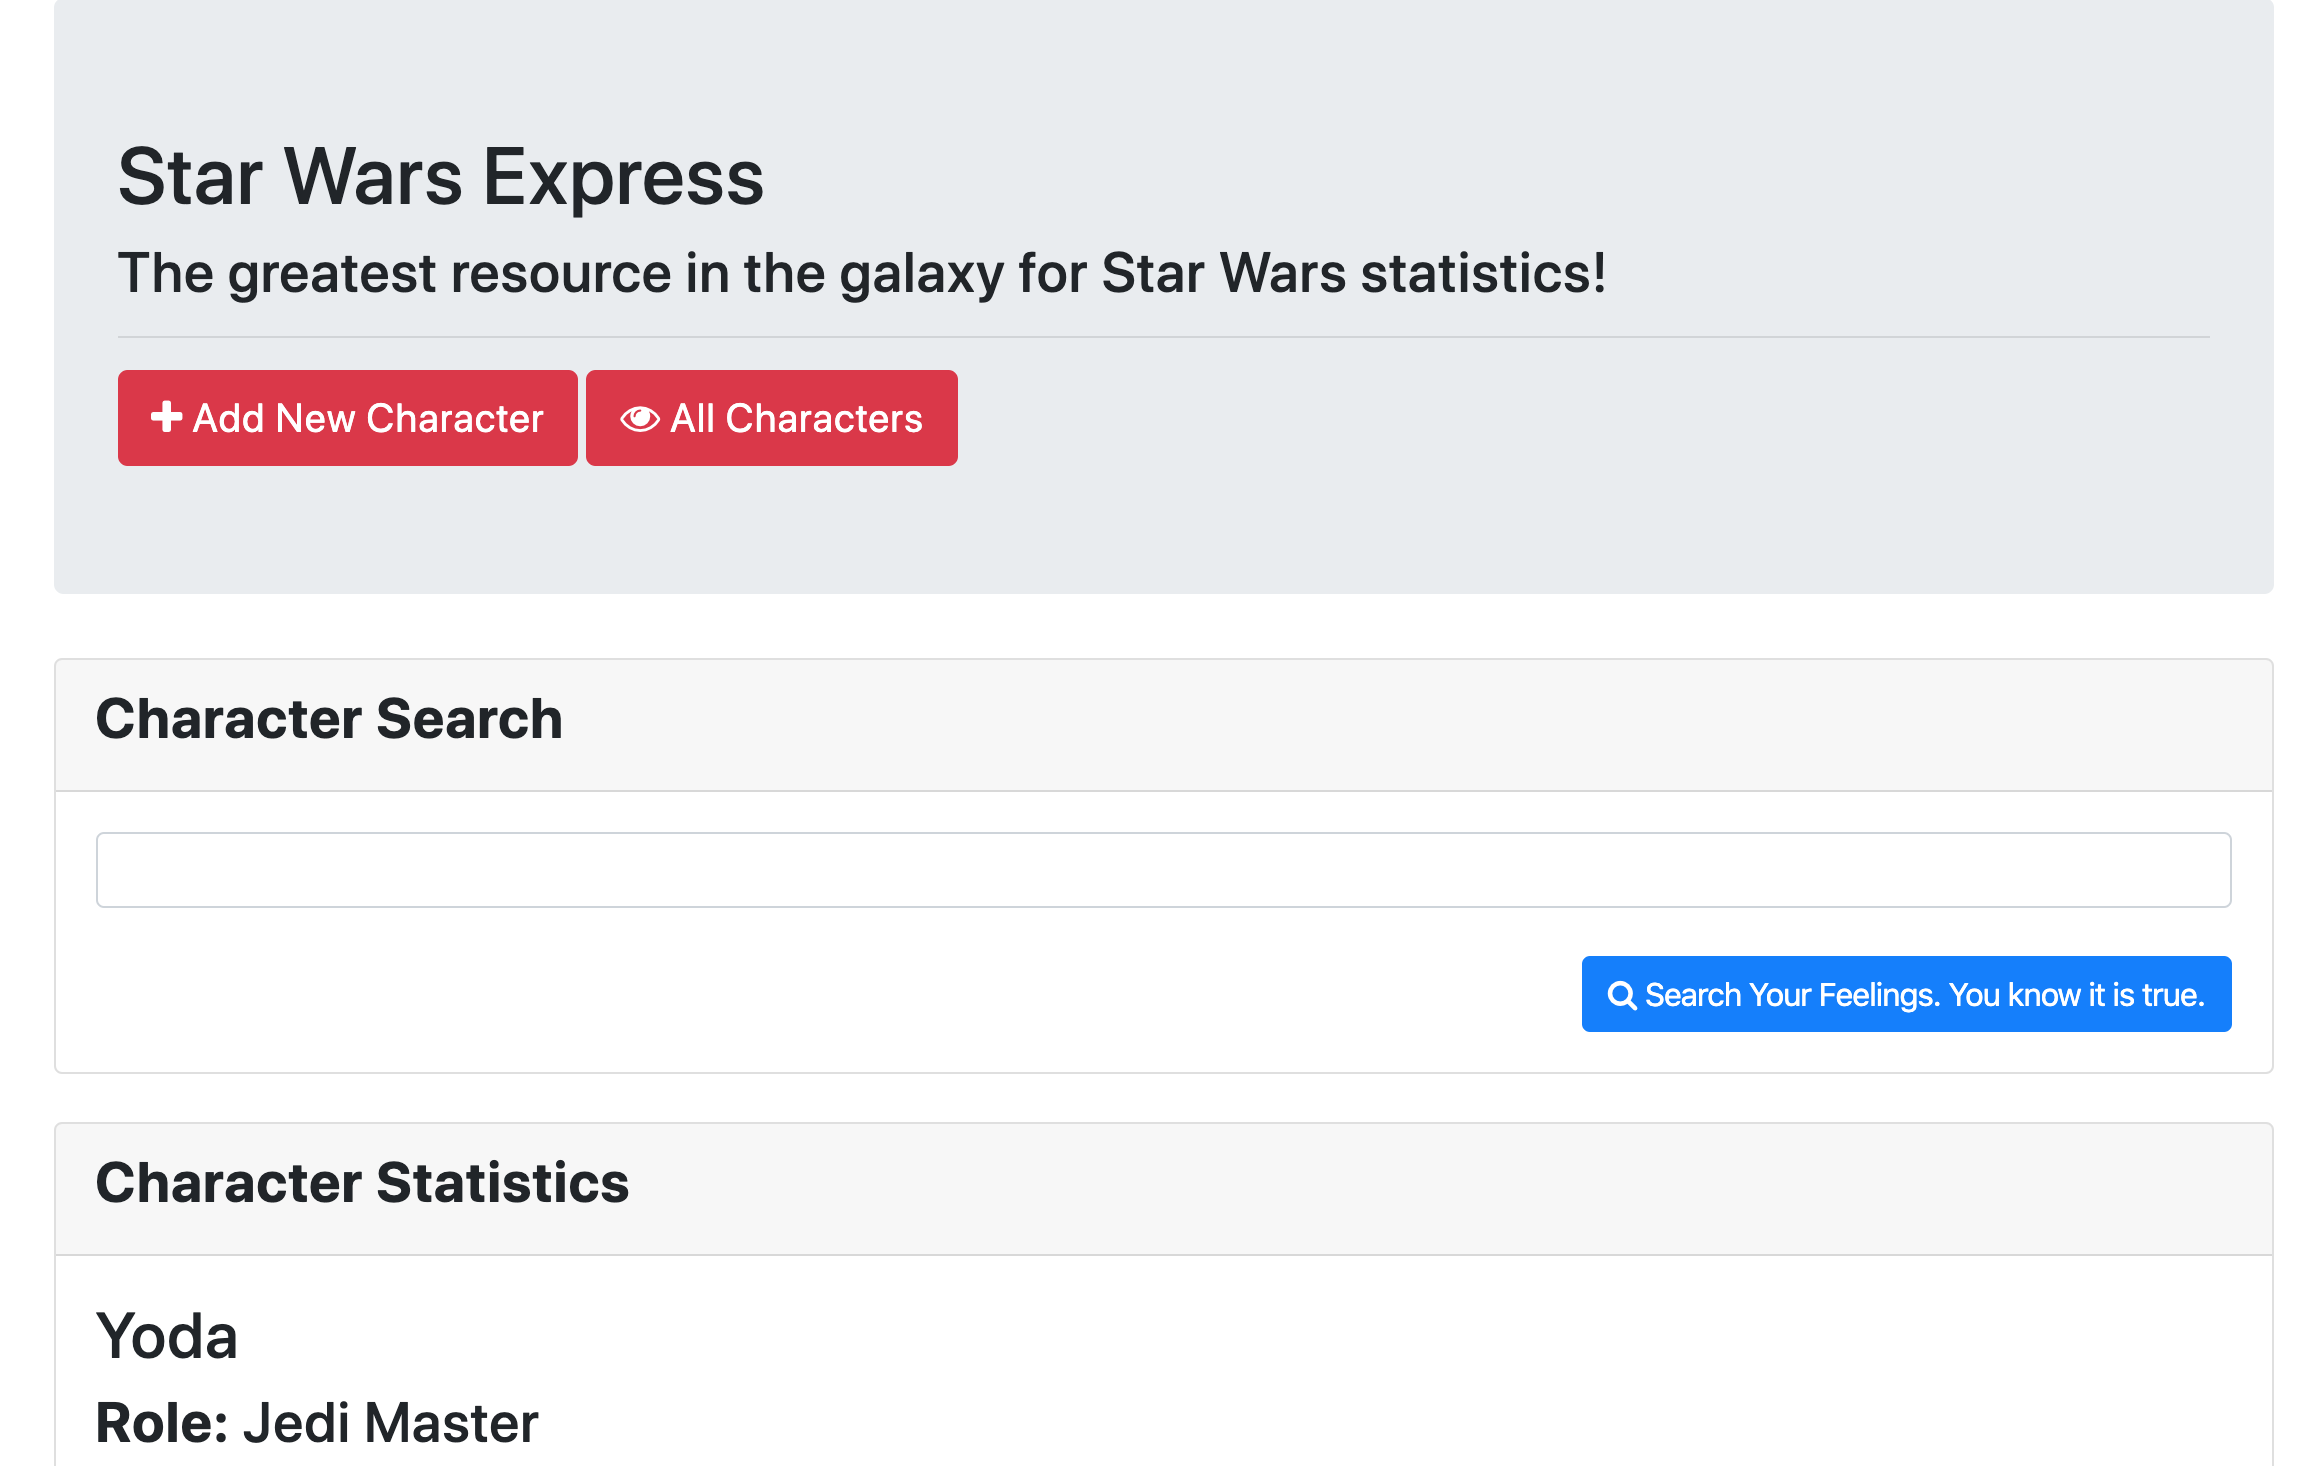 Star Wars Express
The greatest resource in the galaxy for Star Wars statistics!
Add New Character
All Characters
Character Search
Search Your Feelings. You know it is true.
Character Statistics
Yoda
Role: Jedi Master